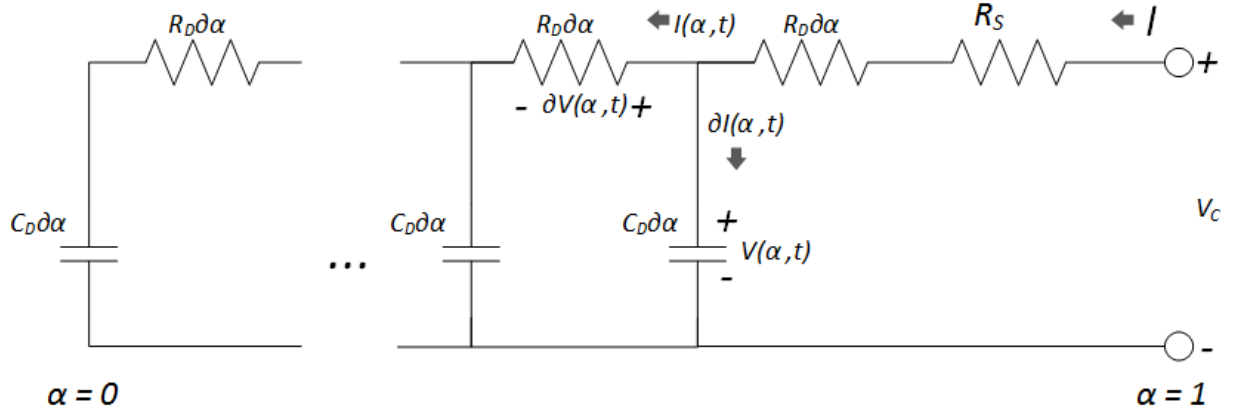 R_D∂α
R_D∂α
I(α,t)
R_D∂α
R_S
I
+
- ∂V(α,t) +
∂I(α,t)
C_D∂α
C_D∂α
C_D∂α
+
V(α,t)
-
V_C
...
-
α = 0
α = 1